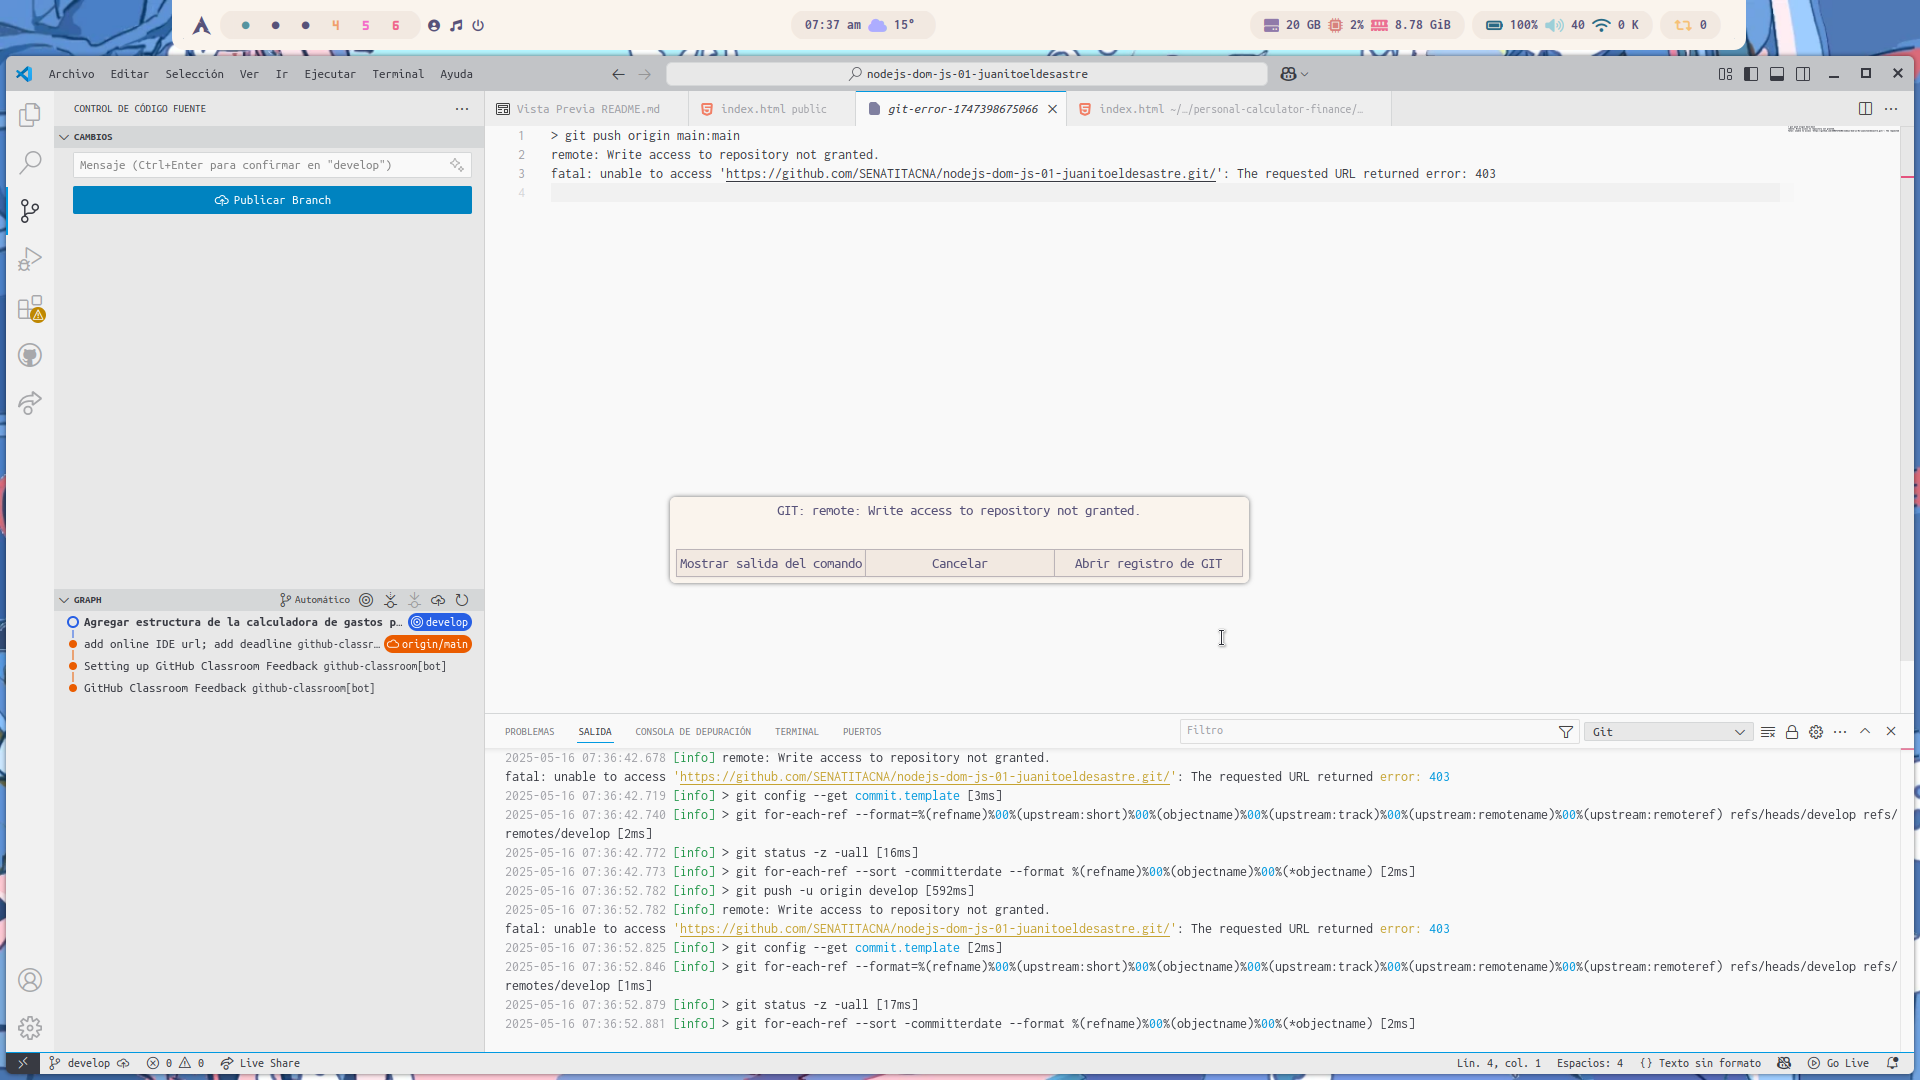 4 5 6
07:37 am 15°
20 GB 2% 8.78 GiB
100% 40 0 K
0
Archivo Editar Selección Ver Ir Ejecutar Terminal Ayuda
nodejs-dom-js-01-juanitoeldesastre
CONTROL DE CÓDIGO FUENTE
Vista Previa README.md
index.html public
git-error-1747398675066
index.html ~/…/personal-calculator-finance/…
CAMBIOS
Mensaje (Ctrl+Enter para confirmar en "develop")
Publicar Branch
1 > git push origin main:main
2 remote: Write access to repository not granted.
3 fatal: unable to access 'https://github.com/SENATITACNA/nodejs-dom-js-01-juanitoeldesastre.git/': The requested URL returned error: 403
4
GIT: remote: Write access to repository not granted.
Mostrar salida del comando Cancelar Abrir registro de GIT
GRAPH Automático
Agregar estructura de la calculadora de gastos p… develop
add online IDE url; add deadline github-classr… origin/main
Setting up GitHub Classroom Feedback github-classroom[bot]
GitHub Classroom Feedback github-classroom[bot]
PROBLEMAS SALIDA CONSOLA DE DEPURACIÓN TERMINAL PUERTOS
Filtro
Git
2025-05-16 07:36:42.678 [info] remote: Write access to repository not granted.
fatal: unable to access 'https://github.com/SENATITACNA/nodejs-dom-js-01-juanitoeldesastre.git/': The requested URL returned error: 403
2025-05-16 07:36:42.719 [info] > git config --get commit.template [3ms]
2025-05-16 07:36:42.740 [info] > git for-each-ref --format=%(refname)%00%(upstream:short)%00%(objectname)%00%(upstream:track)%00%(upstream:remotename)%00%(upstream:remoteref) refs/heads/develop refs/
remotes/develop [2ms]
2025-05-16 07:36:42.772 [info] > git status -z -uall [16ms]
2025-05-16 07:36:42.773 [info] > git for-each-ref --sort -committerdate --format %(refname)%00%(objectname)%00%(*objectname) [2ms]
2025-05-16 07:36:52.782 [info] > git push -u origin develop [592ms]
2025-05-16 07:36:52.782 [info] remote: Write access to repository not granted.
fatal: unable to access 'https://github.com/SENATITACNA/nodejs-dom-js-01-juanitoeldesastre.git/': The requested URL returned error: 403
2025-05-16 07:36:52.825 [info] > git config --get commit.template [2ms]
2025-05-16 07:36:52.846 [info] > git for-each-ref --format=%(refname)%00%(upstream:short)%00%(objectname)%00%(upstream:track)%00%(upstream:remotename)%00%(upstream:remoteref) refs/heads/develop refs/
remotes/develop [1ms]
2025-05-16 07:36:52.879 [info] > git status -z -uall [17ms]
2025-05-16 07:36:52.881 [info] > git for-each-ref --sort -committerdate --format %(refname)%00%(objectname)%00%(*objectname) [2ms]
develop 0 0 Live Share
Lín. 4, col. 1 Espacios: 4 {} Texto sin formato Go Live